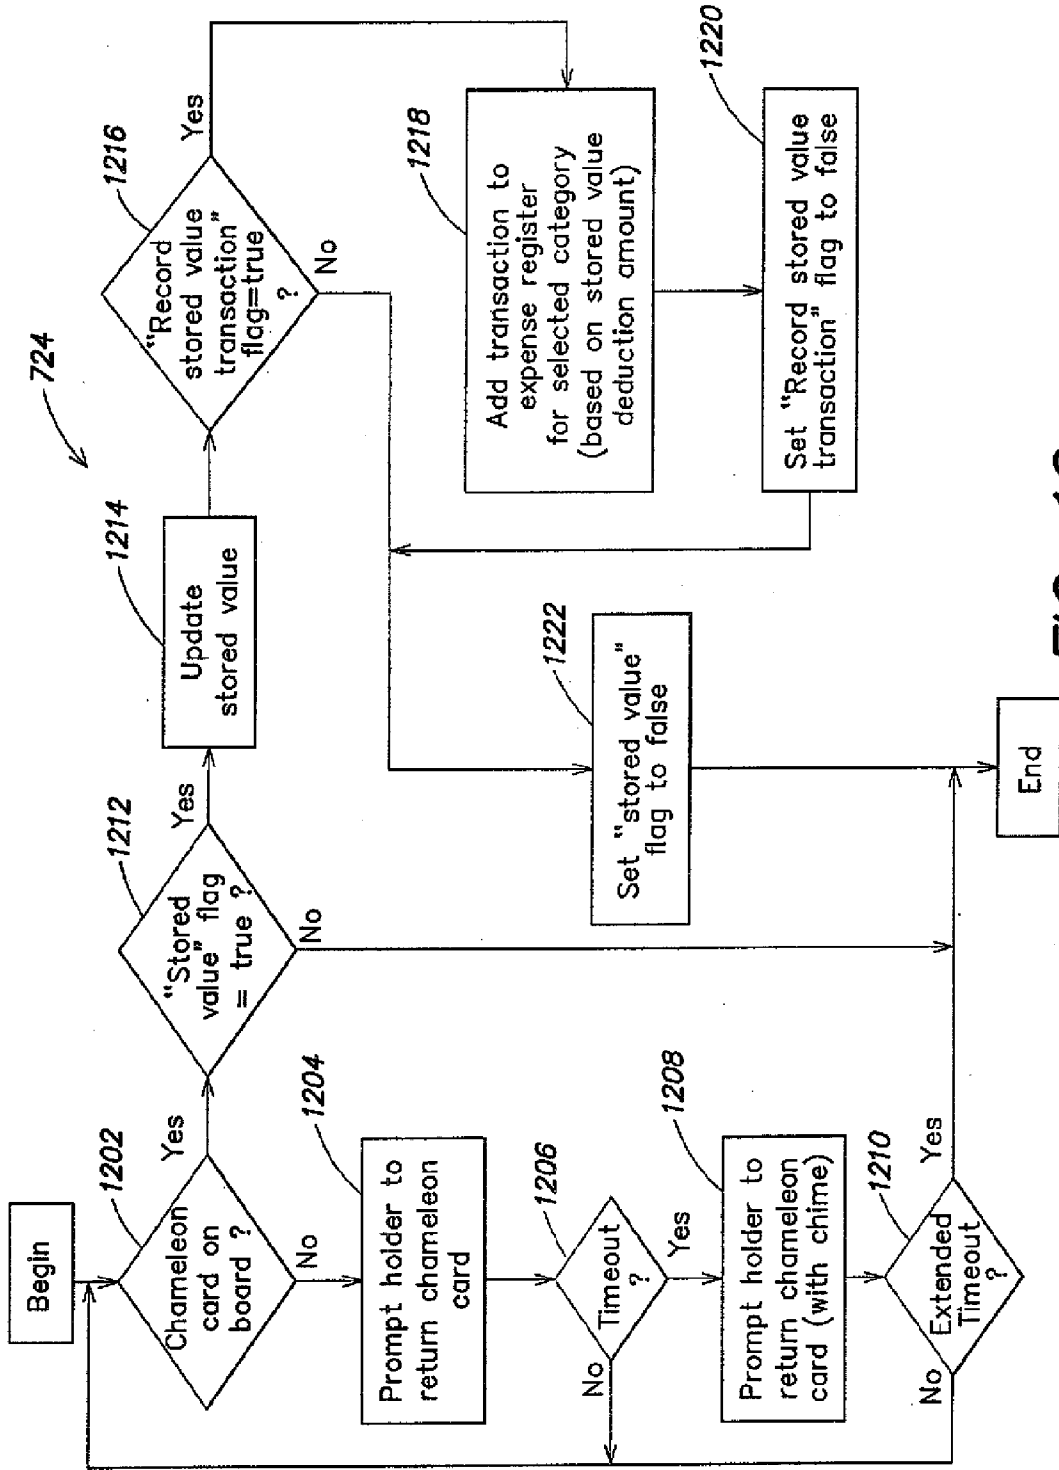 724
Begin
1202
Chameleon
card on
board ?
Yes
No
1204
Prompt holder to
return chameleon
card
1206
Timeout
?
No
Yes
1208
Prompt holder to
return chameleon
card (with chime)
1210
Extended
Timeout
?
No
Yes
1212
"Stored
value" flag
= true ?
Yes
No
1214
Update
stored value
1216
"Record
stored value
transaction"
flag=true
?
Yes
No
1218
Add transaction to
expense register
for selected category
(based on stored value
deduction amount)
1220
Set "Record stored value
transaction" flag to false
1222
Set "stored value"
flag to false
End